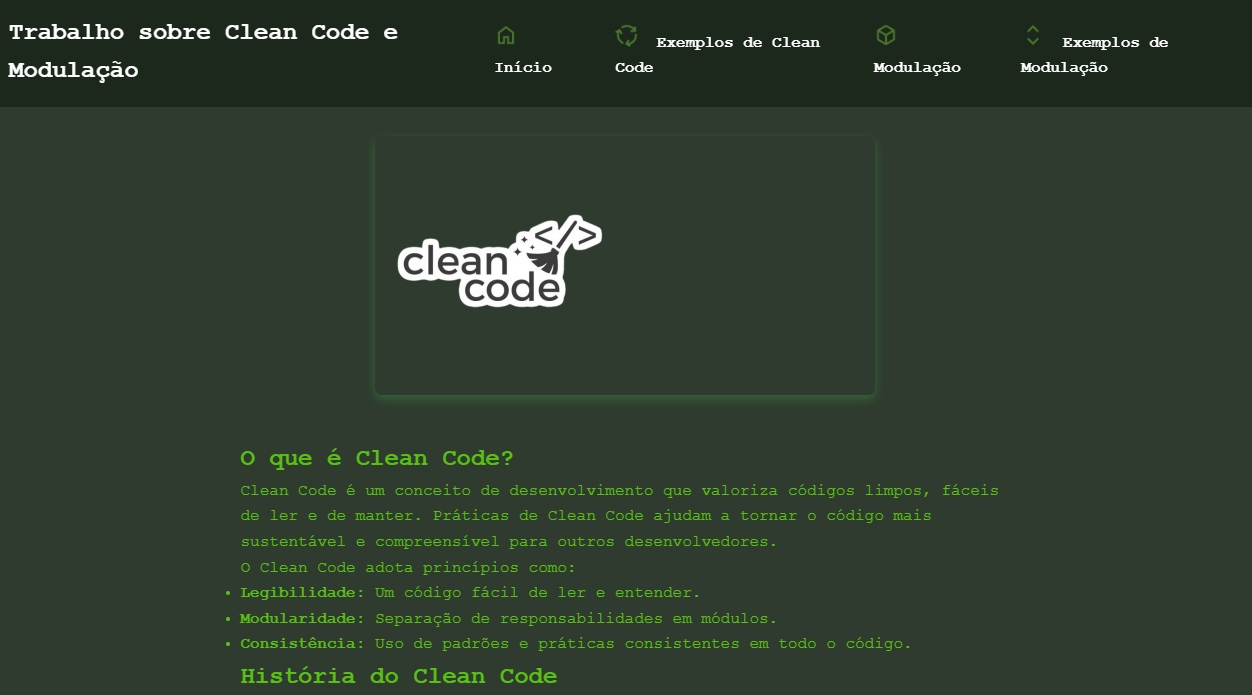 Trabalho sobre Clean Code e
Modulação
Início
Exemplos de Clean
Code
Modulação
Exemplos de
Modulação
clean </>
code
O que é Clean Code?
Clean Code é um conceito de desenvolvimento que valoriza códigos limpos, fáceis
de ler e de manter. Práticas de Clean Code ajudam a tornar o código mais
sustentável e compreensível para outros desenvolvedores.
O Clean Code adota princípios como:
• Legibilidade: Um código fácil de ler e entender.
• Modularidade: Separação de responsabilidades em módulos.
• Consistência: Uso de padrões e práticas consistentes em todo o código.
História do Clean Code